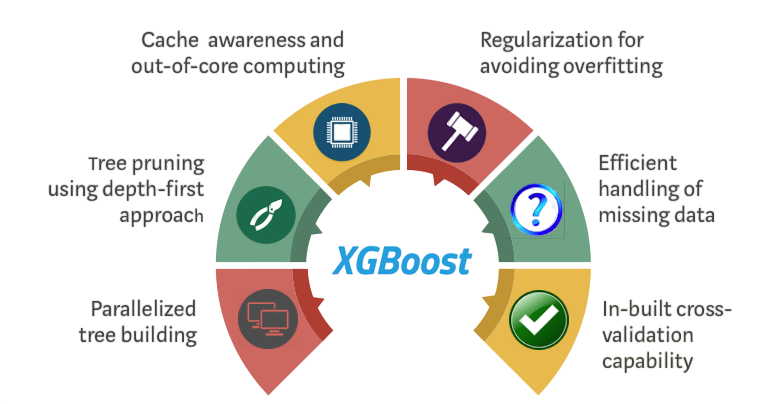 Cache awareness and
out-of-core computing
Regularization for
avoiding overfitting
Tree pruning
using depth-first
approach
Efficient
handling of
missing data
XGBoost
Parallelized
tree building
In-built cross-
validation
capability